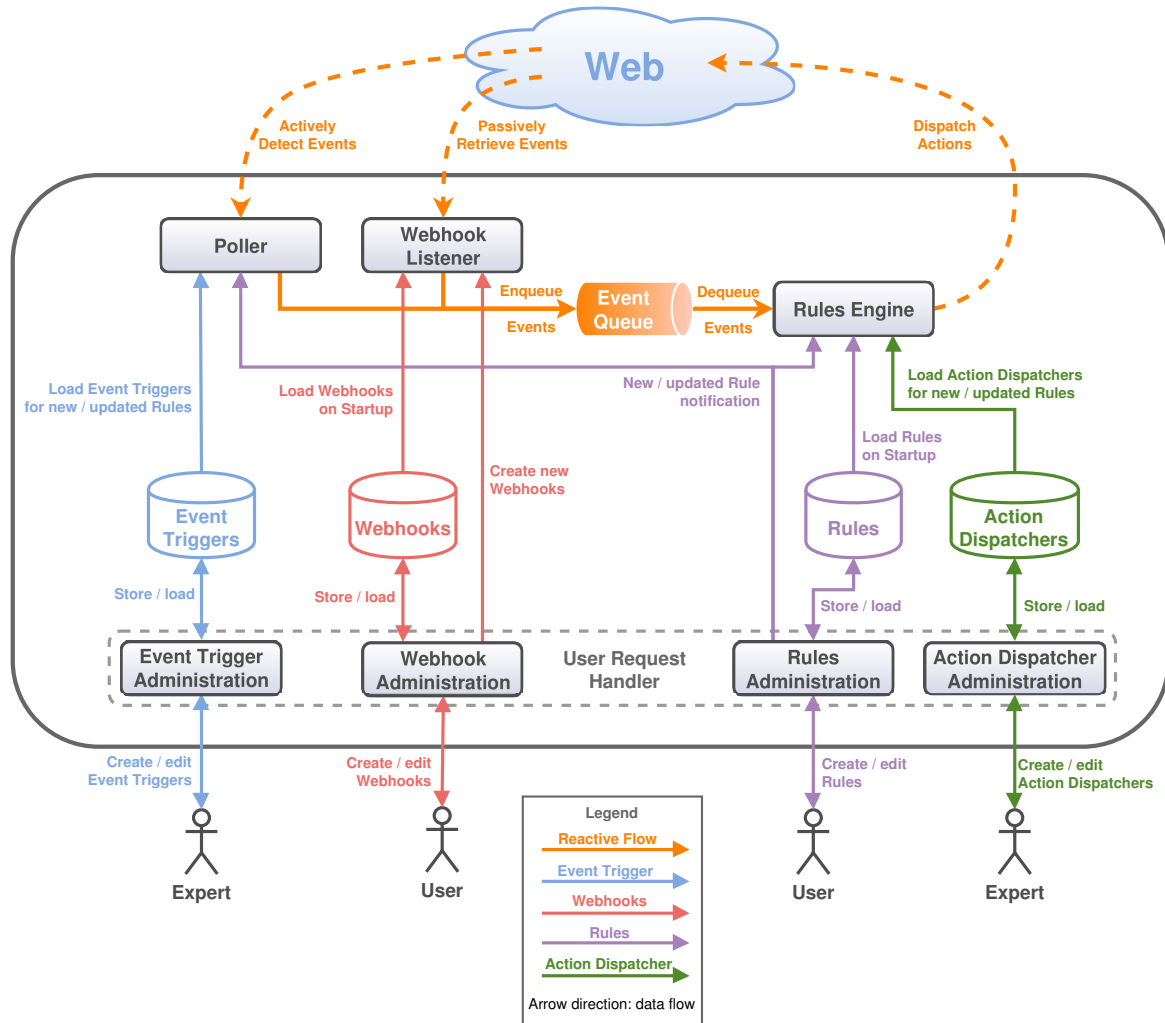 Web
Actively
Detect Events
Passively
Retrieve Events
Dispatch
Actions
Poller
Webhook
Listener
Enqueue
Events
Event
Queue
Dequeue
Events
Rules Engine
Load Event Triggers
for new / updated Rules
Load Webhooks
on Startup
New / updated Rule
notification
Load Action Dispatchers
for new / updated Rules
Load Rules
on Startup
Create new
Webhooks
Event
Triggers
Webhooks
Rules
Action
Dispatchers
Store / load
Store / load
Store / load
Store / load
Event Trigger
Administration
Webhook
Administration
User Request
Handler
Rules
Administration
Action Dispatcher
Administration
Create / edit
Event Triggers
Create / edit
Webhooks
Create / edit
Rules
Create / edit
Action Dispatchers
Expert
User
User
Expert
Legend
Reactive Flow
Event Trigger
Webhooks
Rules
Action Dispatcher
Arrow direction: data flow